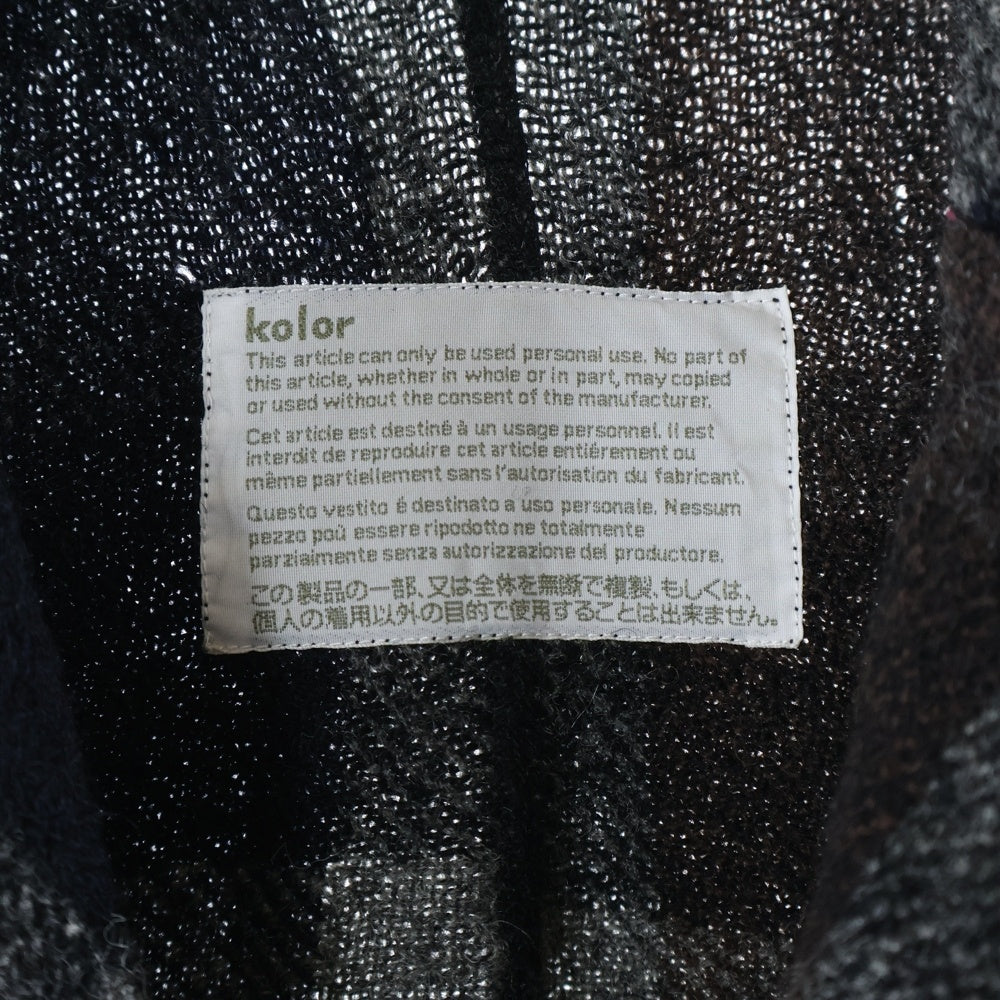 kolor
This article can only be used personal use. No part of
this article, whether in whole or in part, may copied
or used without the consent of the manufacturer.
Cet article est destiné à un usage personnel. Il est
interdit de reproduire cet article entiérement ou
même partiellement sans l'autorisation du fabricant.
Questo vestito é destinato a uso personale. Nessum
pezzo poú essere ripodotto ne totalmente
parzialmente senza autorizzazione del productore.
この製品の一部、又は全体を無断で複製、もしくは、
個人の着用以外の目的で使用することは出来ません。